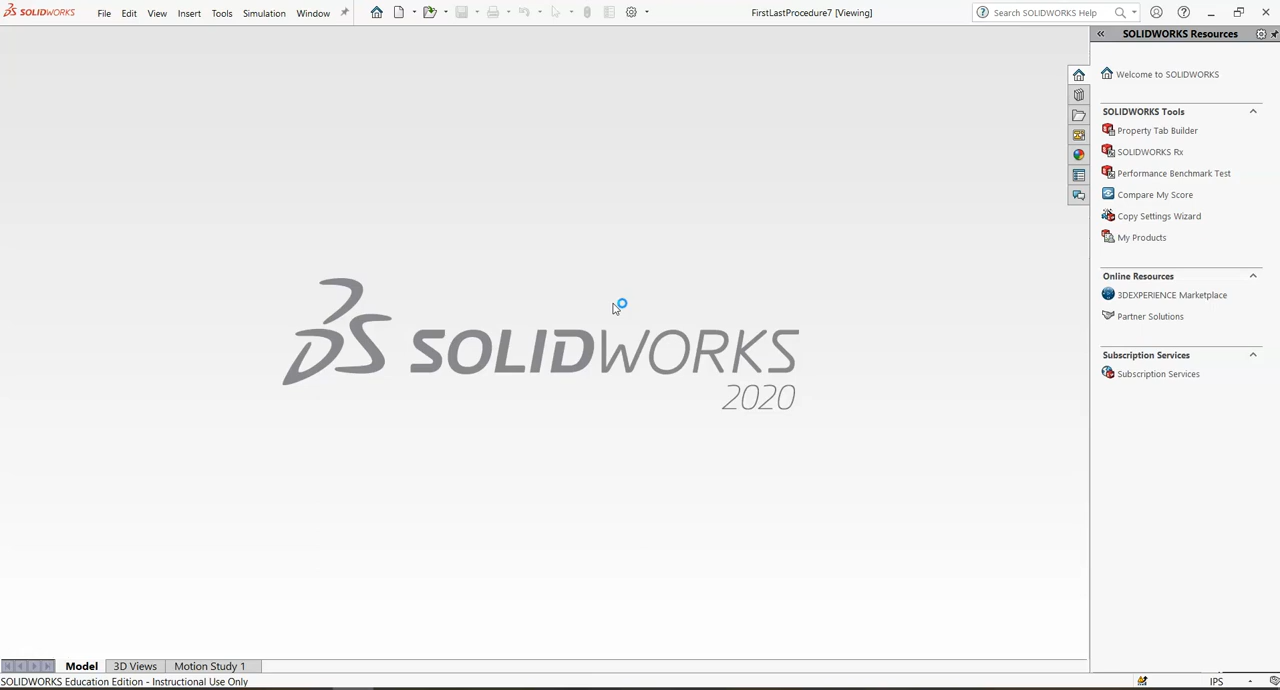 SOLIDWORKS File Edit View Insert Tools Simulation Window FirstLastProcedure7 [Viewing] Search SOLIDWORKS Help
SOLIDWORKS Resources
Welcome to SOLIDWORKS
SOLIDWORKS Tools
Property Tab Builder
SOLIDWORKS Rx
Performance Benchmark Test
Compare My Score
Copy Settings Wizard
My Products
Online Resources
3DEXPERIENCE Marketplace
Partner Solutions
Subscription Services
Subscription Services
SOLIDWORKS
2020
Model 3D Views Motion Study 1
SOLIDWORKS Education Edition - Instructional Use Only IPS